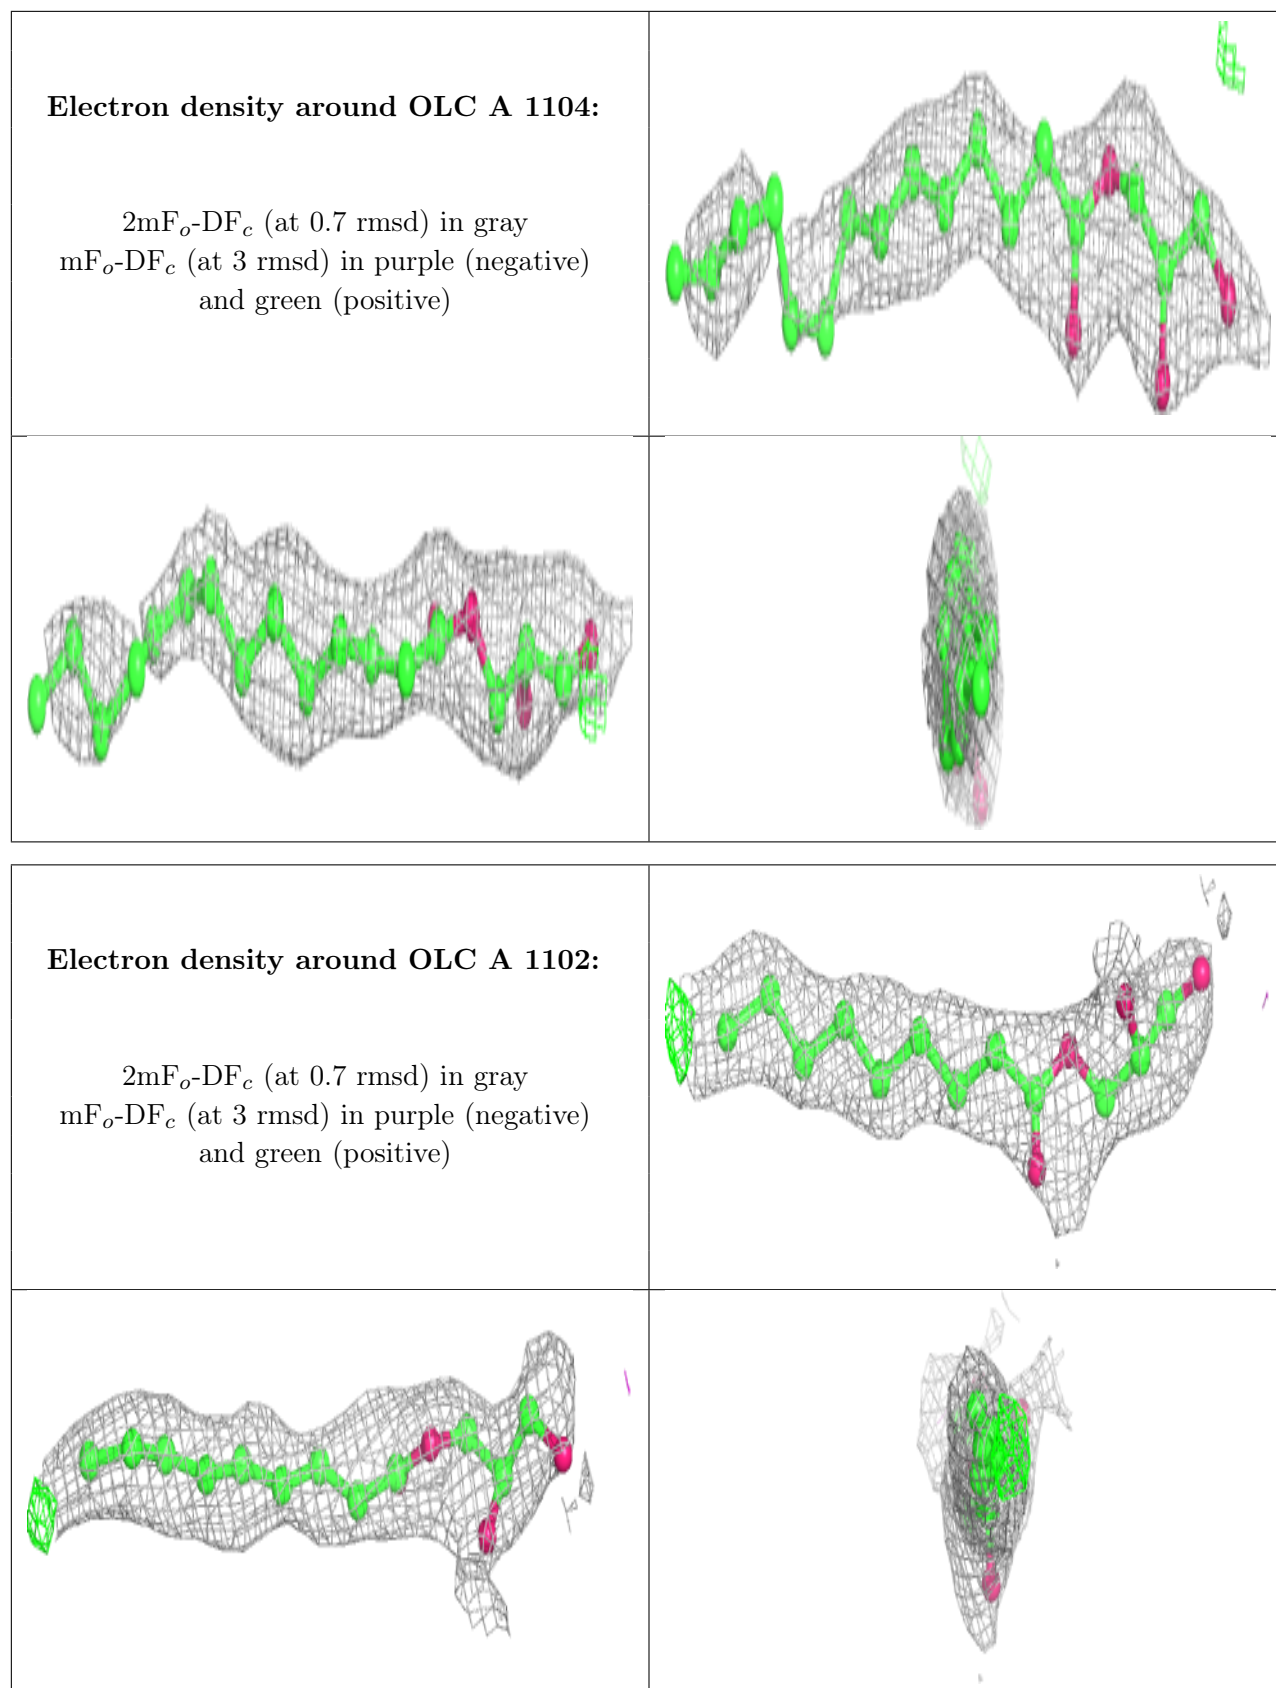 Electron density around OLC A 1104:
2mFo-DFc (at 0.7 rmsd) in gray
mFo-DFc (at 3 rmsd) in purple (negative)
and green (positive)
Electron density around OLC A 1102:
2mFo-DFc (at 0.7 rmsd) in gray
mFo-DFc (at 3 rmsd) in purple (negative)
and green (positive)